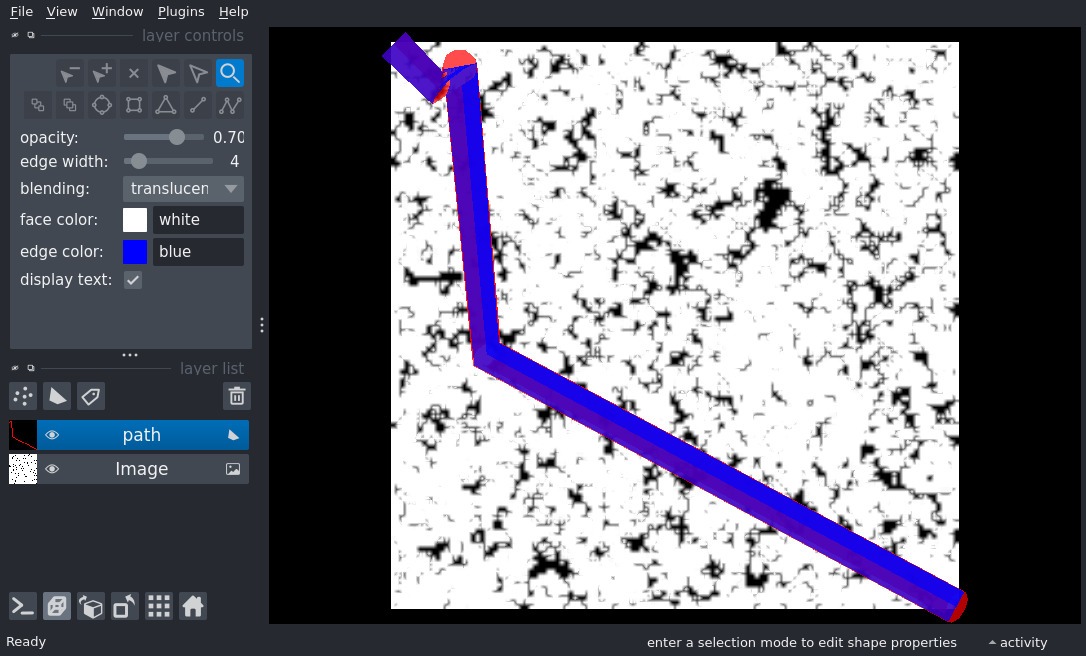 File View Window Plugins Help
layer controls
opacity: 0.70
edge width: 4
blending: translucen
face color: white
edge color: blue
display text:
layer list
path
Image
Ready
enter a selection mode to edit shape properties
activity